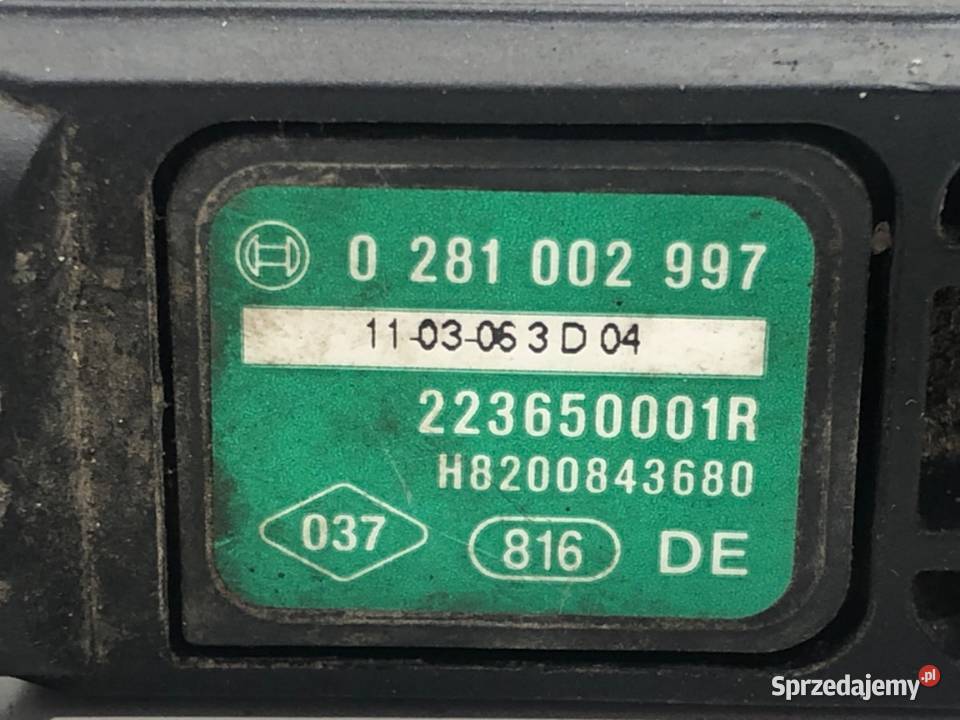 0 281 002 997
11-03-06 3 D 04
223650001R
H8200843680
037 816 DE
Sprzedajemy.pl